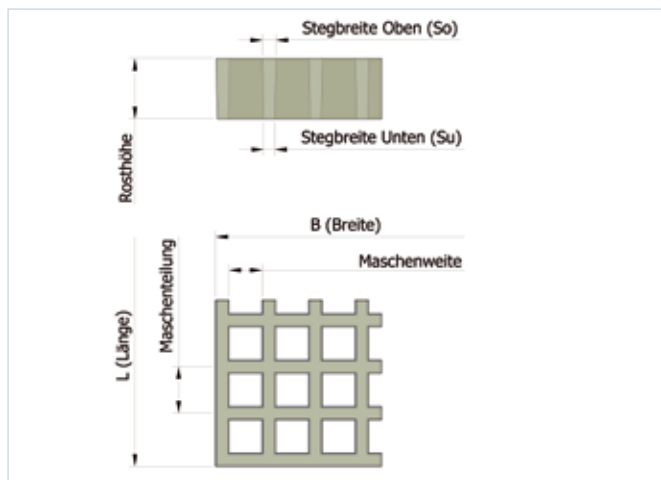 Stegbreite Oben (So)
Rosthöhe
Stegbreite Unten (Su)
B (Breite)
Maschenweite
Maschenteilung
L (Länge)